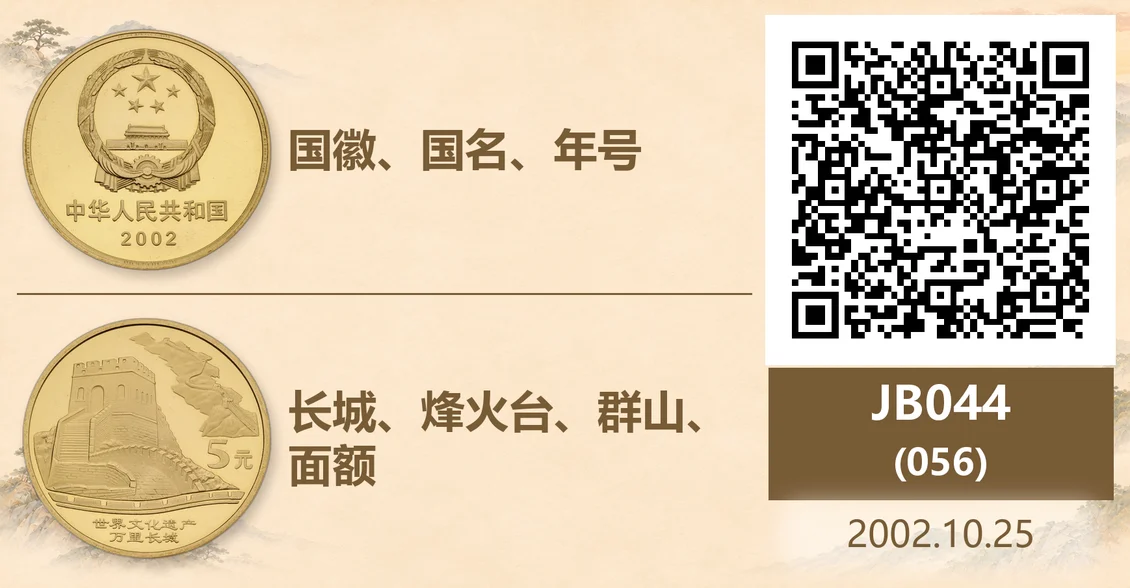 中华人民共和国
2002
国徽、国名、年号
5元
世界文化遗产
万里长城
长城、烽火台、群山、
面额
JB044
(056)
2002.10.25